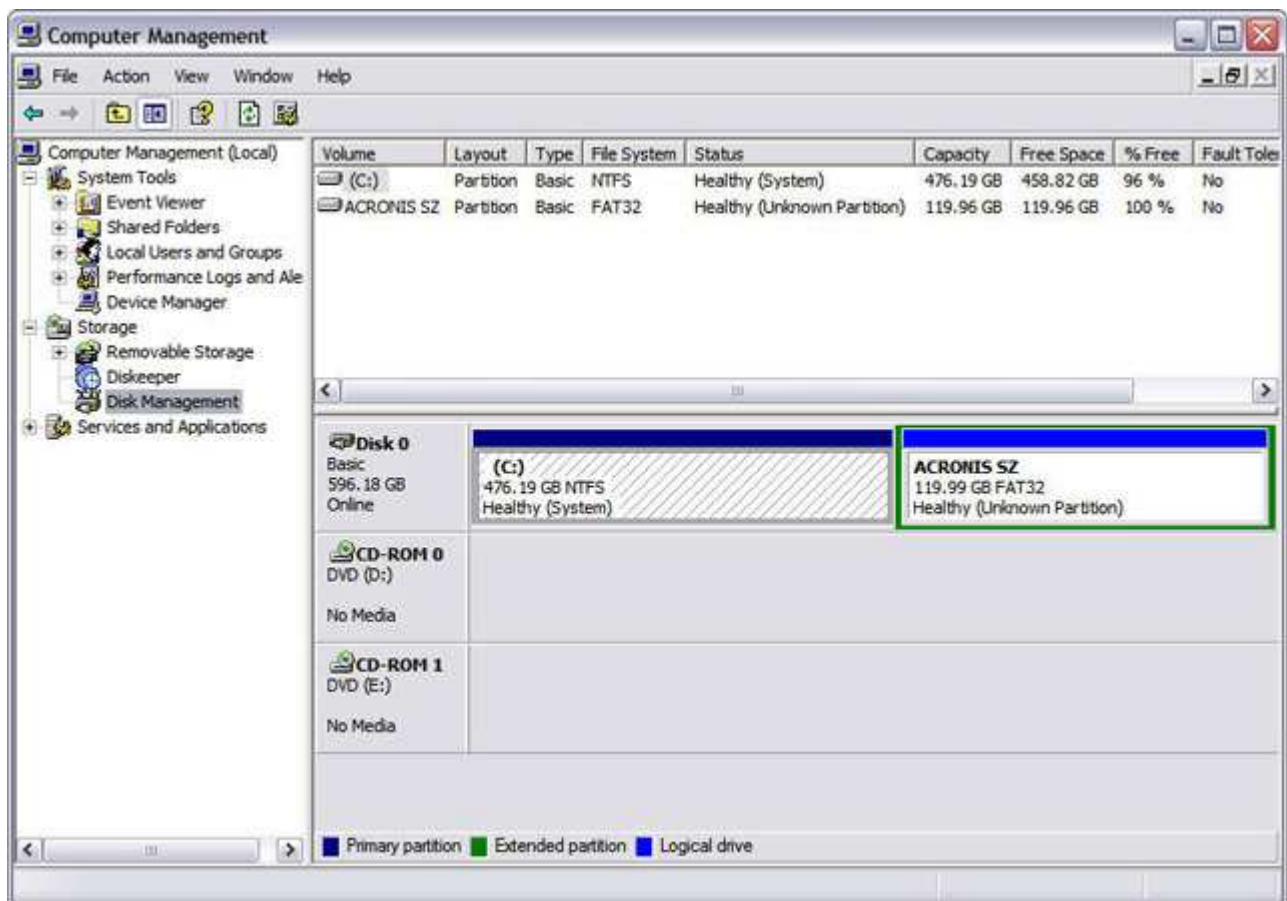 Computer Management
File Action View Window Help
Computer Management (Local)
System Tools
Event Viewer
Shared Folders
Local Users and Groups
Performance Logs and Ale
Device Manager
Storage
Removable Storage
Diskeeper
Disk Management
Services and Applications
Volume Layout Type File System Status Capacity Free Space % Free Fault Toler
(C:) Partition Basic NTFS Healthy (System) 476.19 GB 458.82 GB 96 % No
ACRONIS SZ Partition Basic FAT32 Healthy (Unknown Partition) 119.96 GB 119.96 GB 100 % No
Disk 0
Basic
596.18 GB
Online
(C:)
476.19 GB NTFS
Healthy (System)
ACRONIS SZ
119.99 GB FAT32
Healthy (Unknown Partition)
CD-ROM 0
DVD (D:)
No Media
CD-ROM 1
DVD (E:)
No Media
Primary partition Extended partition Logical drive